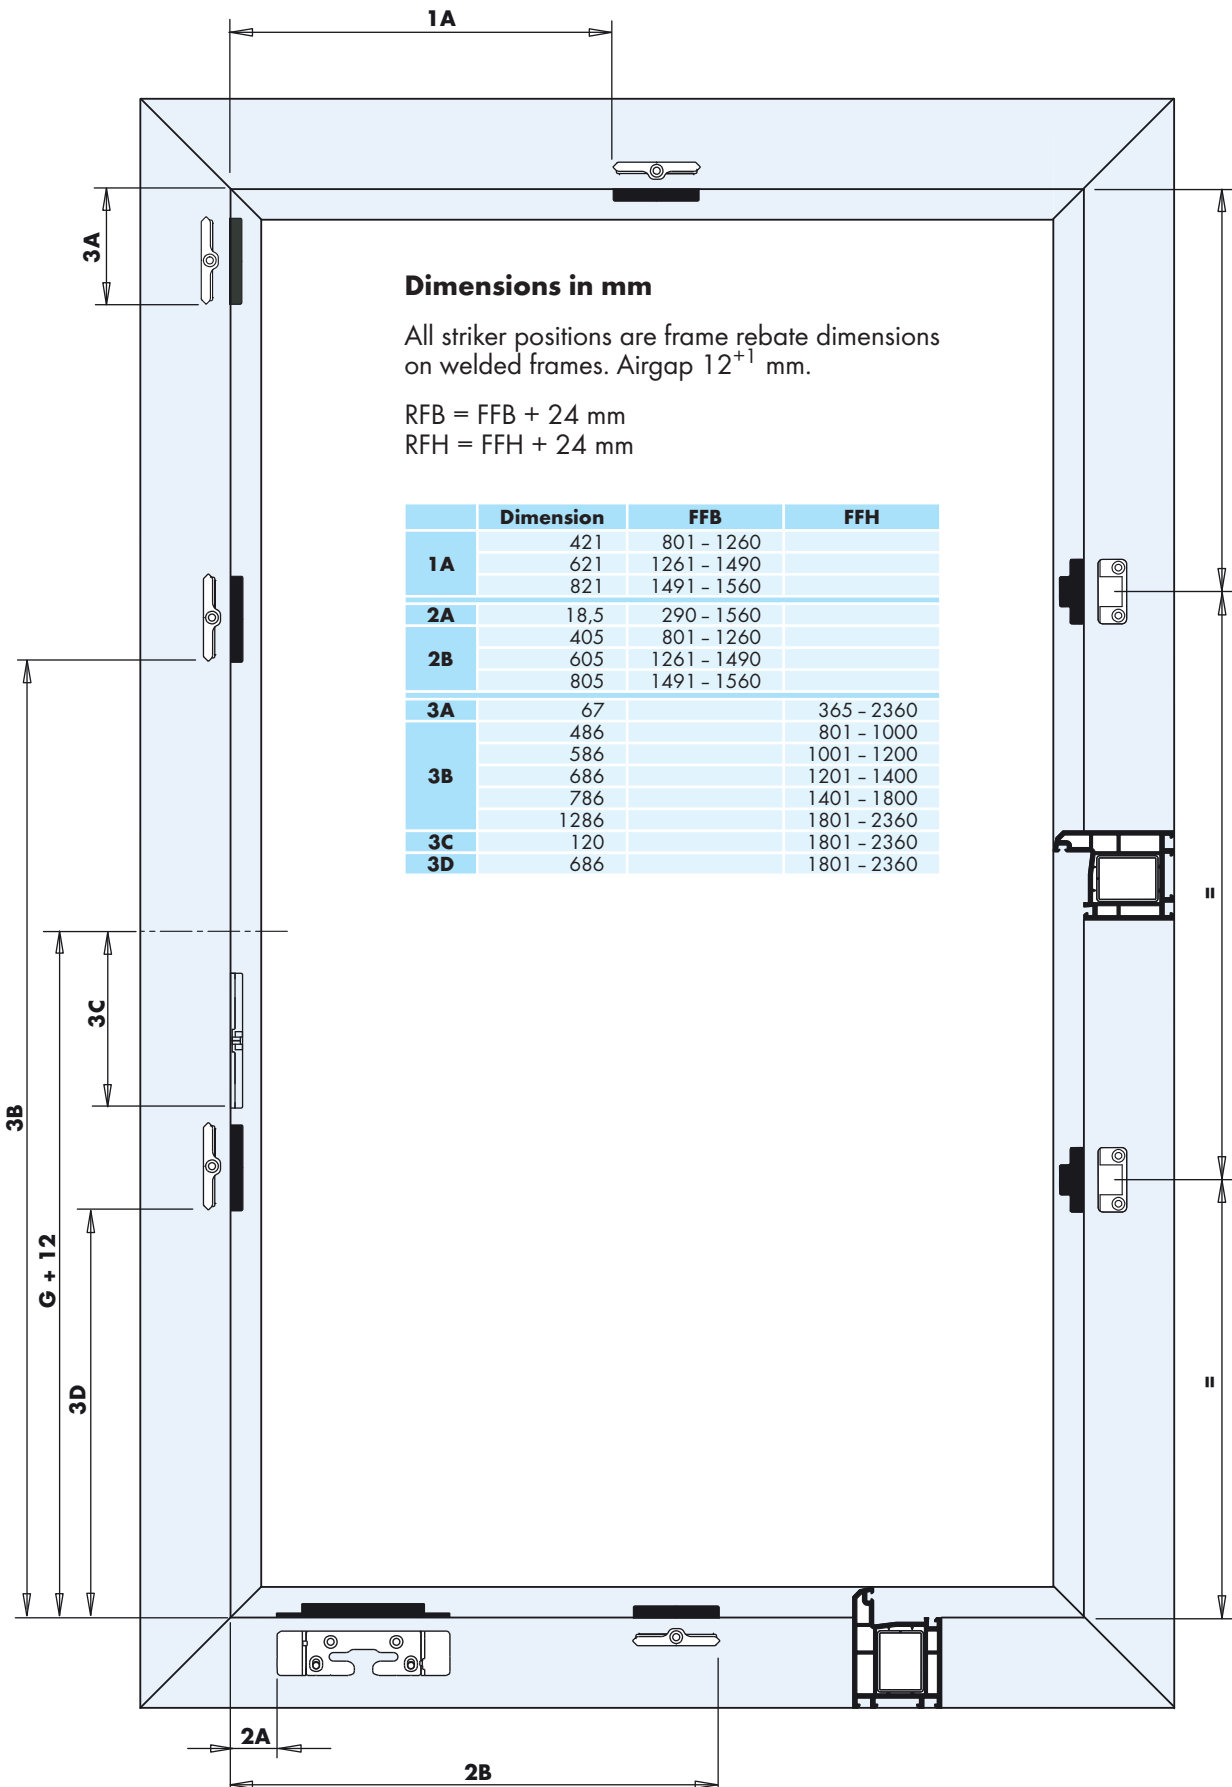 1A
3A
Dimensions in mm
All striker positions are frame rebate dimensions
on welded frames. Airgap 12+1 mm.
RFB = FFB + 24 mm
RFH = FFH + 24 mm
Dimension FFB FFH
1A
421 801 – 1260
621 1261 – 1490
821 1491 – 1560
2A 18,5 290 – 1560
2B
405 801 – 1260
605 1261 – 1490
805 1491 – 1560
3A 67 365 – 2360
3B
486 801 – 1000
586 1001 – 1200
686 1201 – 1400
786 1401 – 1800
1286 1801 – 2360
3C 120 1801 – 2360
3D 686 1801 – 2360
=
3C
3B
G + 12
3D
=
2A
2B